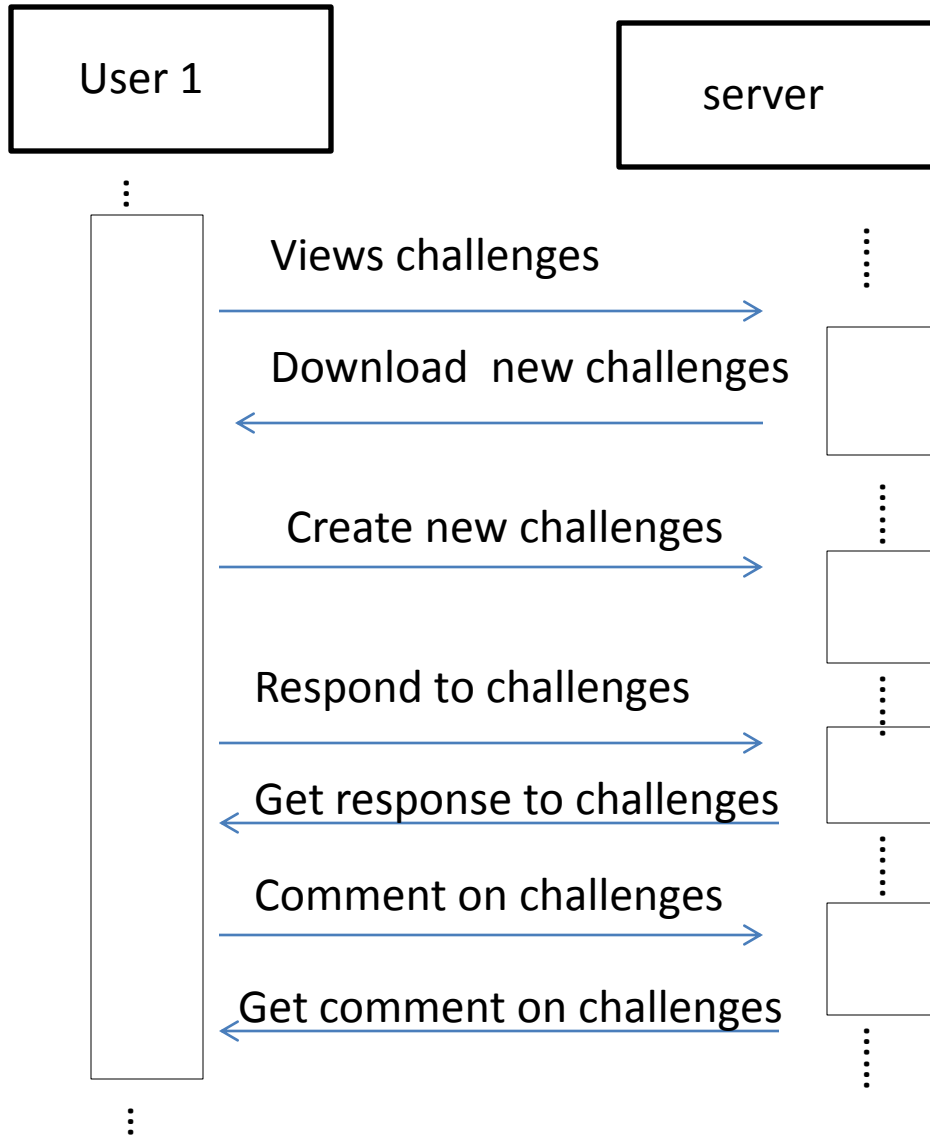 User 1
server
Views challenges
Download  new challenges
Create new challenges
Respond to challenges
Get response to challenges
Comment on challenges
Get comment on challenges